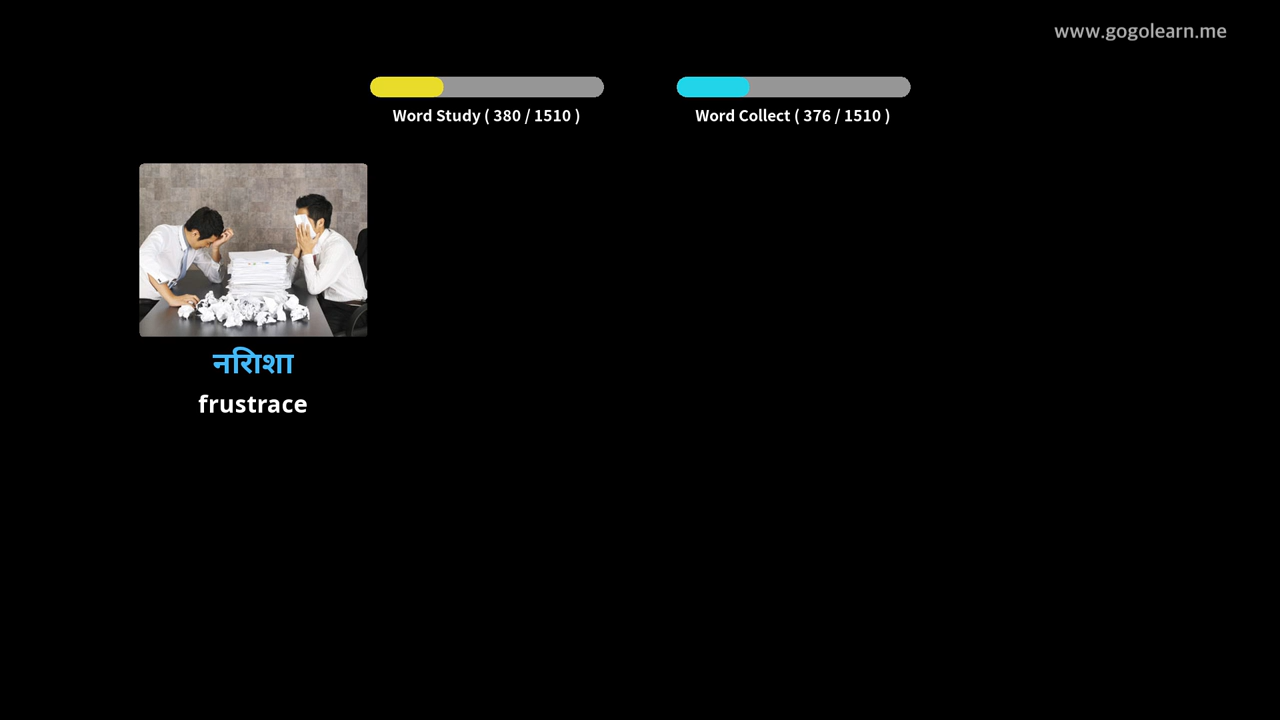 www.gogolearn.me
Word Study ( 380 / 1510 )
Word Collect ( 376 / 1510 )
निराशा
frustrace